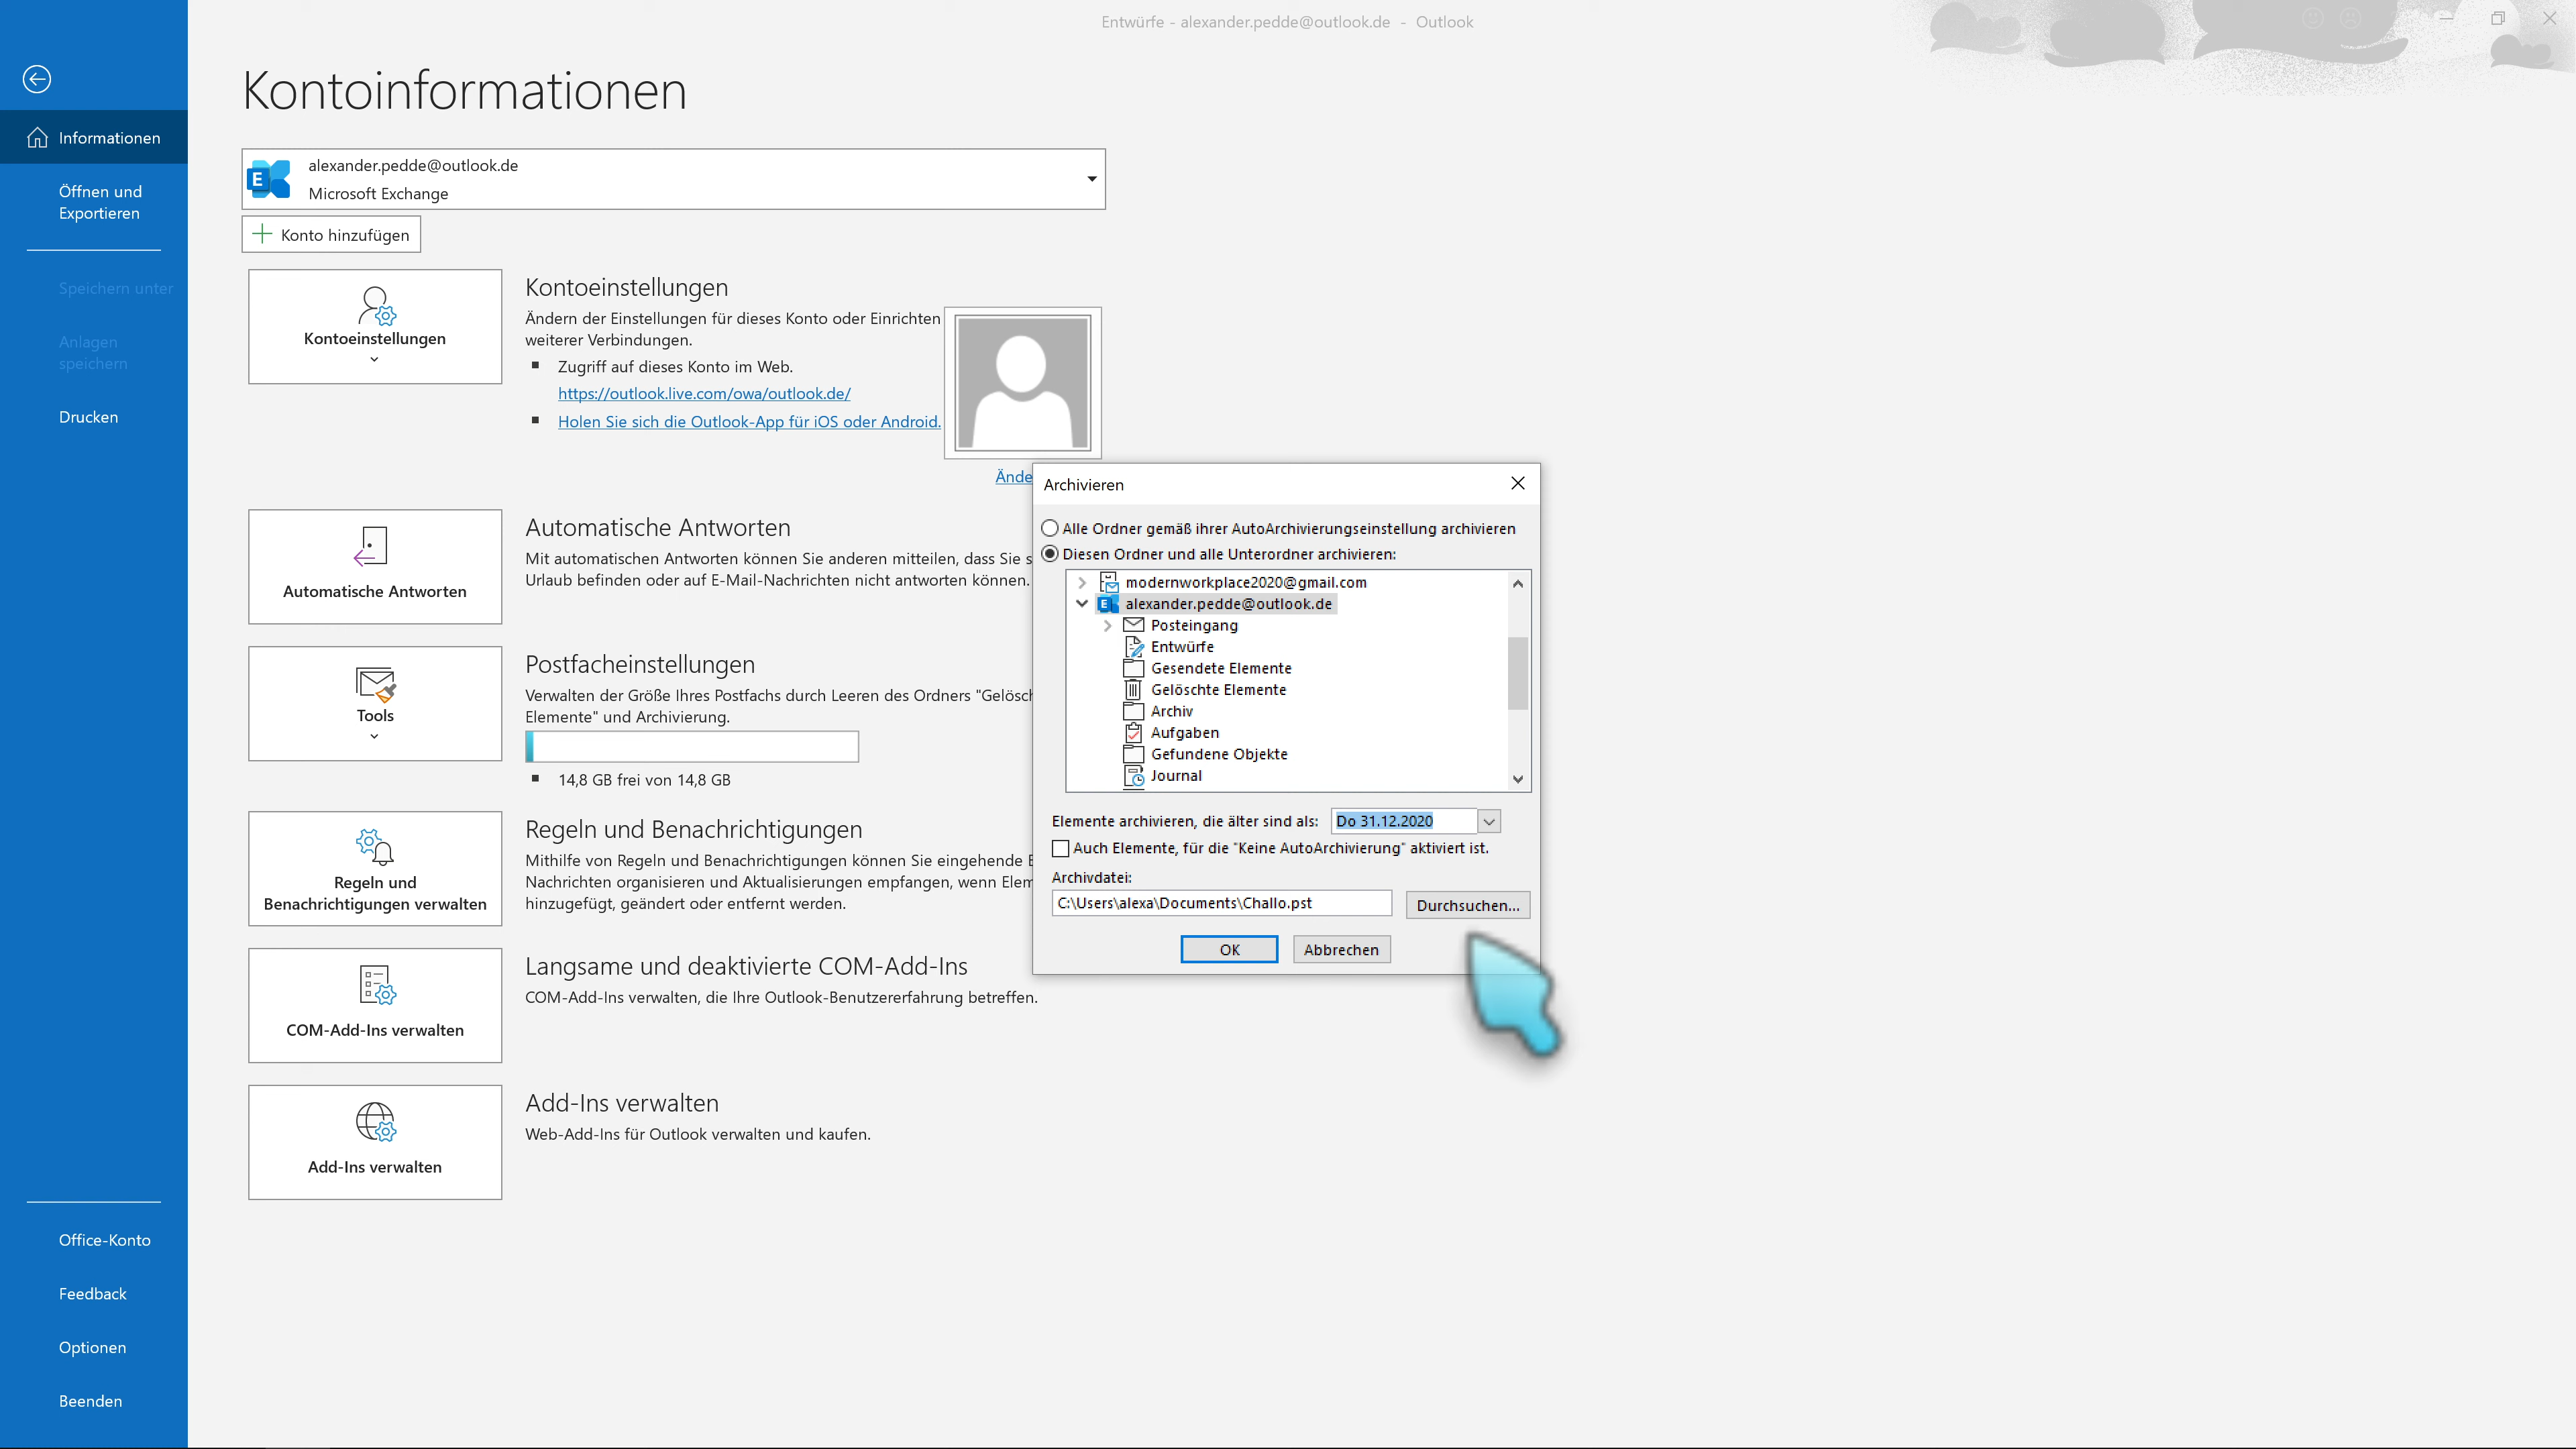 Entwürfe - alexander.pedde@outlook.de - Outlook
Kontoinformationen
Informationen
Öffnen und
Exportieren
Speichern unter
Anlagen
speichern
Drucken
Office-Konto
Feedback
Optionen
Beenden
alexander.pedde@outlook.de
Microsoft Exchange
Konto hinzufügen
Kontoeinstellungen
Kontoeinstellungen
Ändern der Einstellungen für dieses Konto oder Einrichten
weiterer Verbindungen.
Zugriff auf dieses Konto im Web.
https://outlook.live.com/owa/outlook.de/
Holen Sie sich die Outlook-App für iOS oder Android.
Ände
Automatische Antworten
Automatische Antworten
Mit automatischen Antworten können Sie anderen mitteilen, dass Sie s
Urlaub befinden oder auf E-Mail-Nachrichten nicht antworten können.
Tools
Postfacheinstellungen
Verwalten der Größe Ihres Postfachs durch Leeren des Ordners "Gelösch
Elemente" und Archivierung.
14,8 GB frei von 14,8 GB
Regeln und
Benachrichtigungen verwalten
Regeln und Benachrichtigungen
Mithilfe von Regeln und Benachrichtigungen können Sie eingehende E
Nachrichten organisieren und Aktualisierungen empfangen, wenn Elem
hinzugefügt, geändert oder entfernt werden.
COM-Add-Ins verwalten
Langsame und deaktivierte COM-Add-Ins
COM-Add-Ins verwalten, die Ihre Outlook-Benutzererfahrung betreffen.
Add-Ins verwalten
Add-Ins verwalten
Web-Add-Ins für Outlook verwalten und kaufen.
Archivieren
Alle Ordner gemäß ihrer AutoArchivierungseinstellung archivieren
Diesen Ordner und alle Unterordner archivieren:
modernworkplace2020@gmail.com
alexander.pedde@outlook.de
Posteingang
Entwürfe
Gesendete Elemente
Gelöschte Elemente
Archiv
Aufgaben
Gefundene Objekte
Journal
Elemente archivieren, die älter sind als: Do 31.12.2020
Auch Elemente, für die "Keine AutoArchivierung" aktiviert ist.
Archivdatei:
C:\Users\alexa\Documents\Challo.pst
Durchsuchen...
OK
Abbrechen